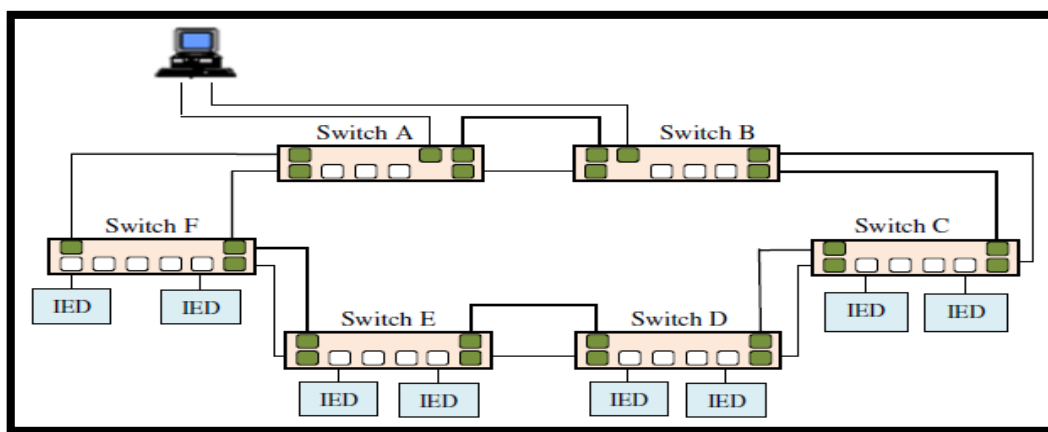 Switch A
Switch B
Switch F
Switch C
IED
IED
IED
IED
Switch E
Switch D
IED
IED
IED
IED